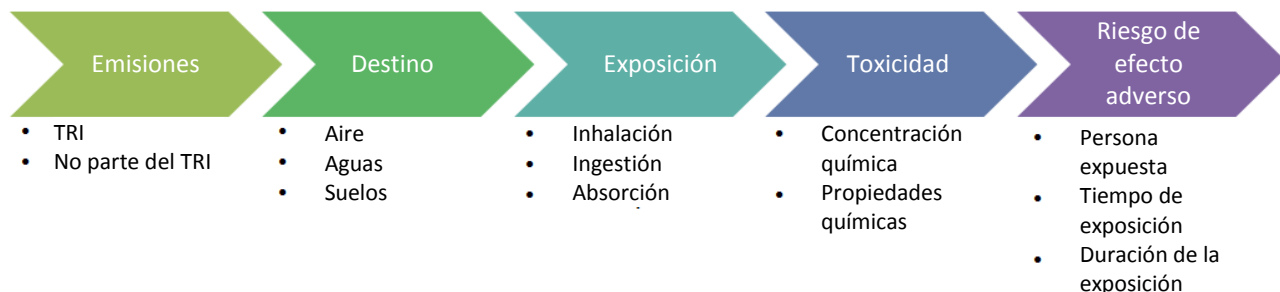 Emisiones
• TRI
• No parte del TRI
Destino
• Aire
• Aguas
• Suelos
Exposición
• Inhalación
• Ingestión
• Absorción
Toxicidad
• Concentración
química
• Propiedades
químicas
Riesgo de
efecto
adverso
• Persona
expuesta
• Tiempo de
exposición
• Duración de la
exposición